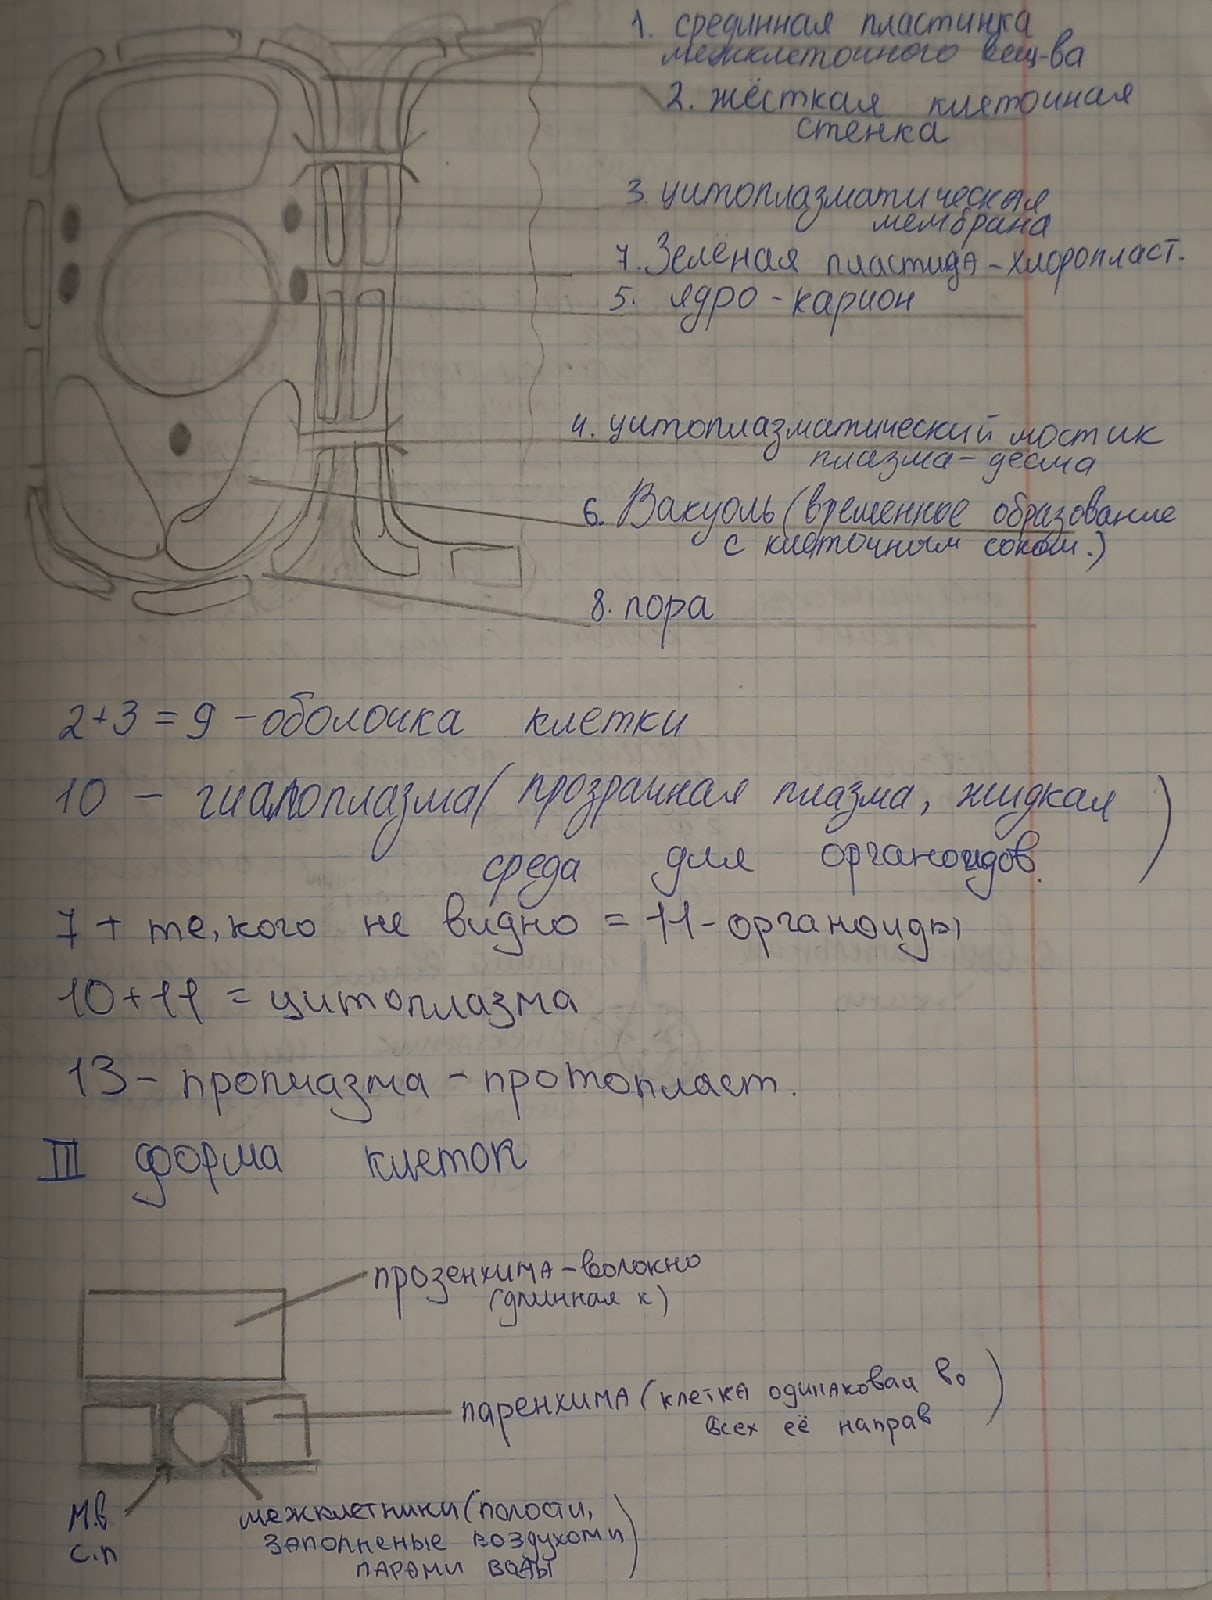 1. срединная пластинка
межклеточного вещ-ва
2. жёсткая клеточная
стенка
3. цитоплазматическая
мембрана
7. Зелёная пластида - хлоропласт.
5. ядро - карион
4. цитоплазматический мостик
плазма-десма
6. Вакуоль (временное образование
с клеточным соком.)
8. пора
2+3=9 - оболочка клетки
10 - гиалоплазма (прозрачная плазма, жидкая
среда для органоидов.)
7 + те, кого не видно = 11 - органоиды
10+11 = цитоплазма
13 - проплазма - протопласт.
III форма клеток
прозенхима - волокно
(длинная к)
паренхима (клетка одинаковая во
всех её направ)
М.в
с.п
межклетники (полости,
заполненые воздухом и
парами воды)